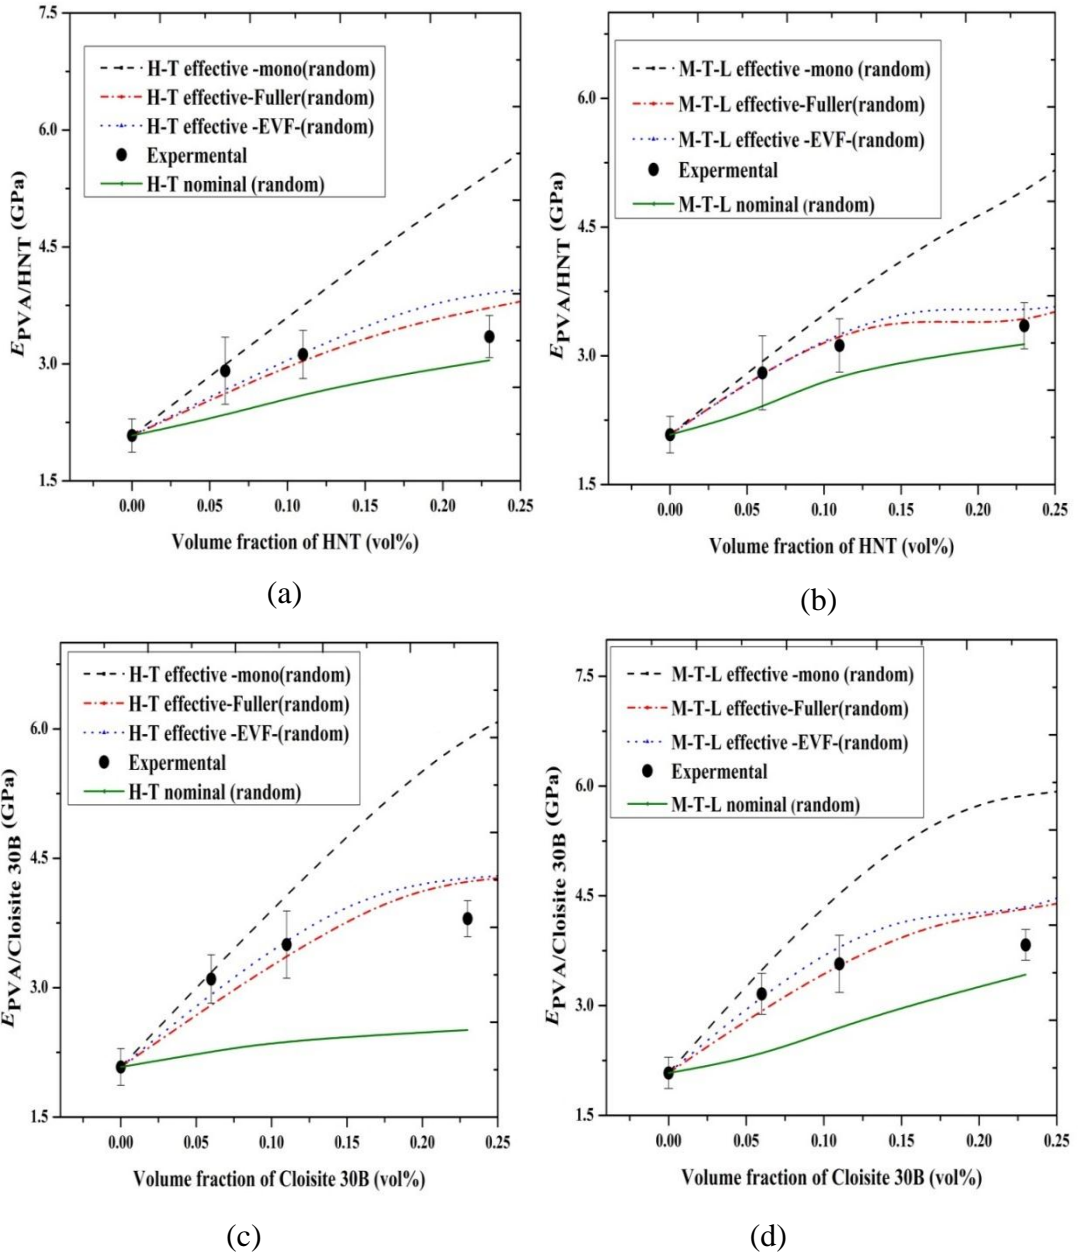 7.5
6.0
4.5
3.0
1.5
E PVA/HNT (GPa)
H-T effective -mono(random)
H-T effective-Fuller(random)
H-T effective -EVF-(random)
Expermental
H-T nominal (random)
0.00 0.05 0.10 0.15 0.20 0.25
Volume fraction of HNT (vol%)
(a)
6.0
4.5
3.0
1.5
E PVA/HNT (GPa)
M-T-L effective -mono (random)
M-T-L effective-Fuller(random)
M-T-L effective -EVF-(random)
Expermental
M-T-L nominal (random)
0.00 0.05 0.10 0.15 0.20 0.25
Volume fraction of HNT (vol%)
(b)
6.0
4.5
3.0
1.5
E PVA/Cloisite 30B (GPa)
H-T effective -mono(random)
H-T effective-Fuller(random)
H-T effective -EVF-(random)
Expermental
H-T nominal (random)
0.00 0.05 0.10 0.15 0.20 0.25
Volume fraction of Cloisite 30B (vol%)
(c)
7.5
6.0
4.5
3.0
1.5
E PVA/Cloisite 30B (GPa)
M-T-L effective -mono (random)
M-T-L effective-Fuller(random)
M-T-L effective -EVF-(random)
Expermental
M-T-L nominal (random)
0.00 0.05 0.10 0.15 0.20 0.25
Volume fraction of Cloisite 30B (vol%)
(d)